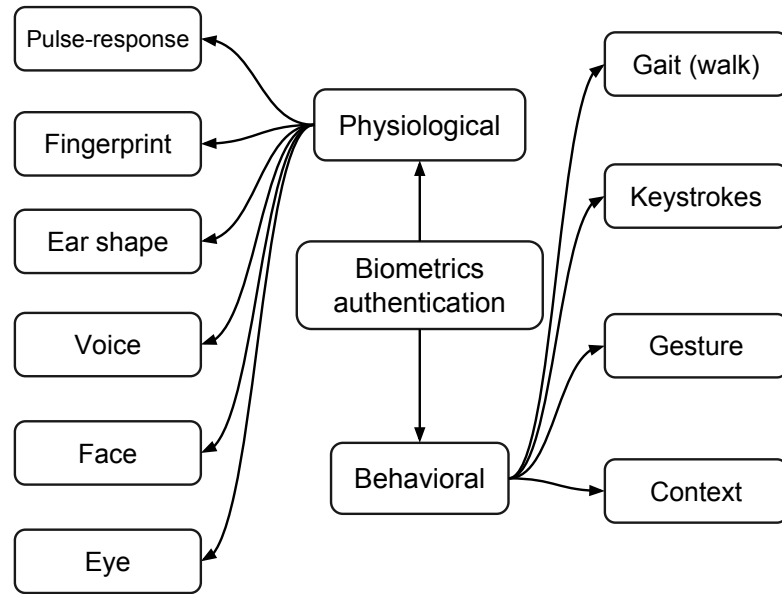 Pulse-response
Fingerprint
Ear shape
Voice
Face
Eye
Physiological
Biometrics
authentication
Behavioral
Gait (walk)
Keystrokes
Gesture
Context